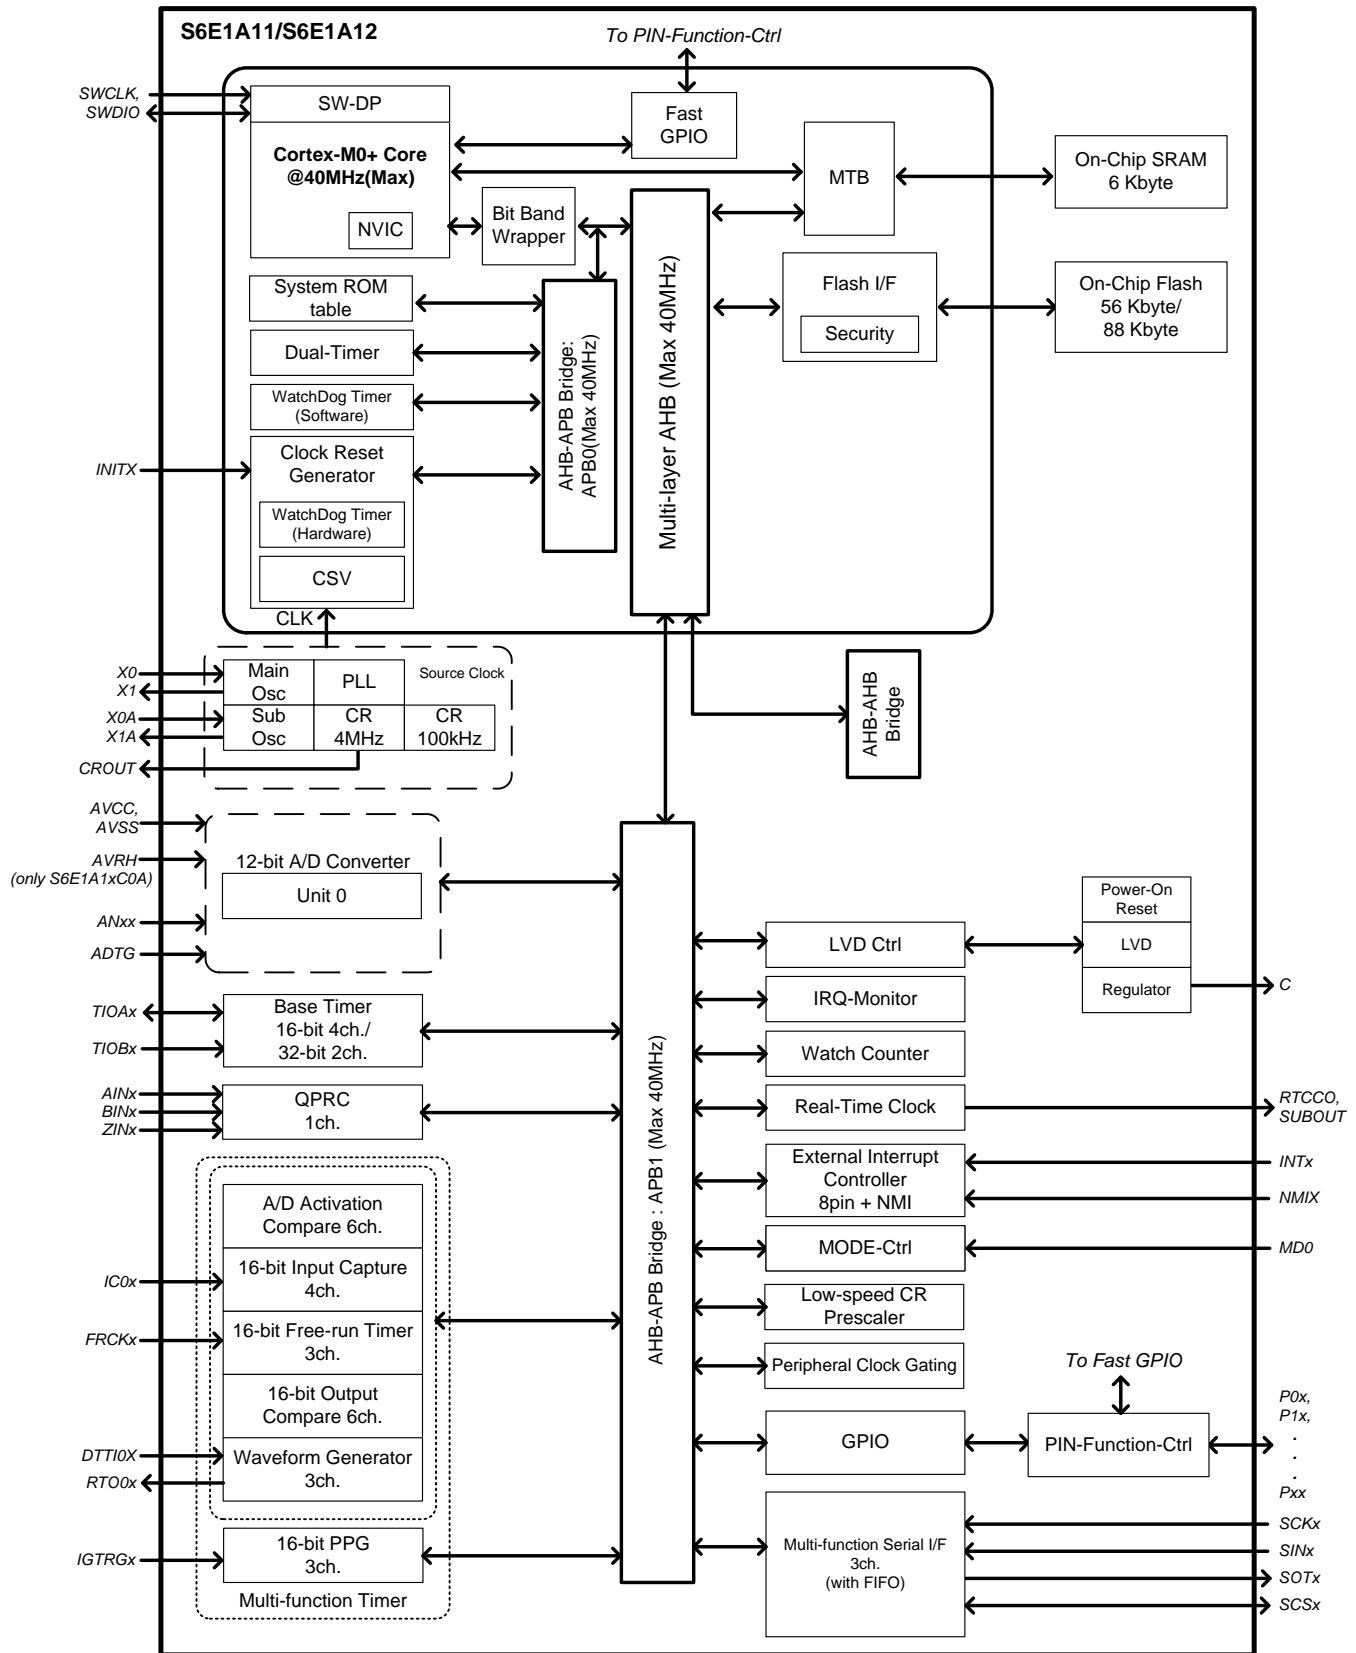 S6E1A11/S6E1A12
To PIN-Function-Ctrl
SWCLK,
SWDIO
SW-DP
Cortex-M0+ Core
@40MHz(Max)
NVIC
Fast
GPIO
Bit Band
Wrapper
MTB
On-Chip SRAM
6 Kbyte
Multi-layer AHB (Max 40MHz)
Flash I/F
Security
On-Chip Flash
56 Kbyte/
88 Kbyte
System ROM
table
Dual-Timer
WatchDog Timer
(Software)
AHB-APB Bridge:
APB0(Max 40MHz)
INITX
Clock Reset
Generator
WatchDog Timer
(Hardware)
CSV
CLK
X0
X1
X0A
X1A
CROUT
Main
Osc
PLL
Source Clock
Sub
Osc
CR
4MHz
CR
100kHz
AHB-AHB
Bridge
AVCC,
AVSS
AVRH
(only S6E1A1xC0A)
ANxx
ADTG
12-bit A/D Converter
Unit 0
AHB-APB Bridge : APB1 (Max 40MHz)
TIOAx
TIOBx
Base Timer
16-bit 4ch./
32-bit 2ch.
AINx
BINx
ZINx
QPRC
1ch.
A/D Activation
Compare 6ch.
IC0x
16-bit Input Capture
4ch.
FRCKx
16-bit Free-run Timer
3ch.
16-bit Output
Compare 6ch.
DTTI0X
RTO0x
Waveform Generator
3ch.
IGTRGx
16-bit PPG
3ch.
Multi-function Timer
LVD Ctrl
Power-On
Reset
LVD
Regulator
C
IRQ-Monitor
Watch Counter
Real-Time Clock
RTCCO,
SUBOUT
External Interrupt
Controller
8pin + NMI
INTx
NMIX
MODE-Ctrl
MD0
Low-speed CR
Prescaler
Peripheral Clock Gating
To Fast GPIO
GPIO
PIN-Function-Ctrl
P0x,
P1x,
.
.
.
Pxx
Multi-function Serial I/F
3ch.
(with FIFO)
SCKx
SINx
SOTx
SCSx